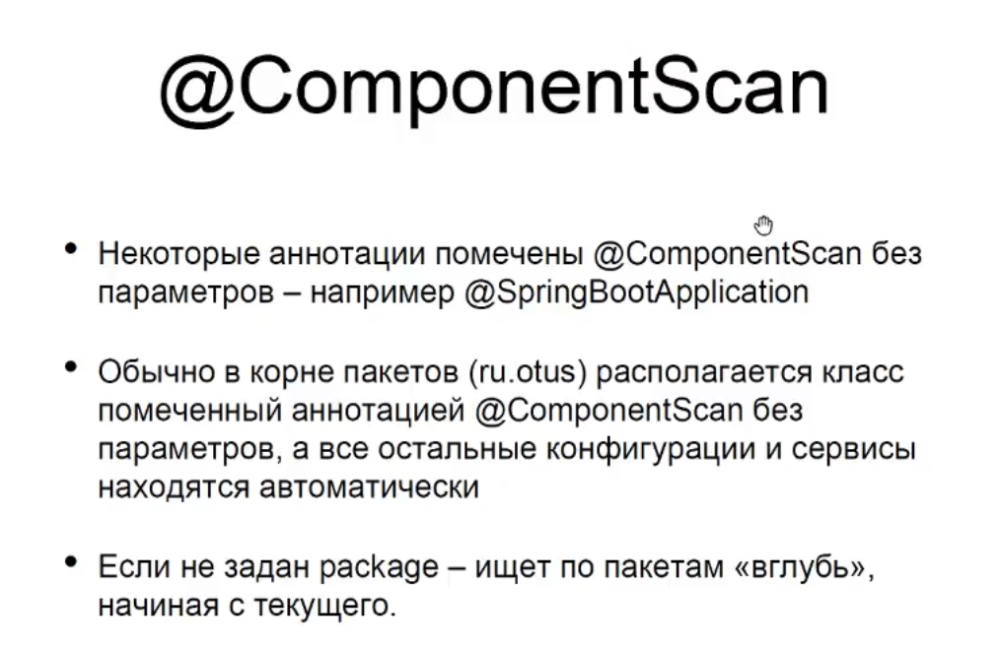 @ComponentScan
• Некоторые аннотации помечены @ComponentScan без
параметров – например @SpringBootApplication
• Обычно в корне пакетов (ru.otus) располагается класс
помеченный аннотацией @ComponentScan без
параметров, а все остальные конфигурации и сервисы
находятся автоматически
• Если не задан package – ищет по пакетам «вглубь»,
начиная с текущего.